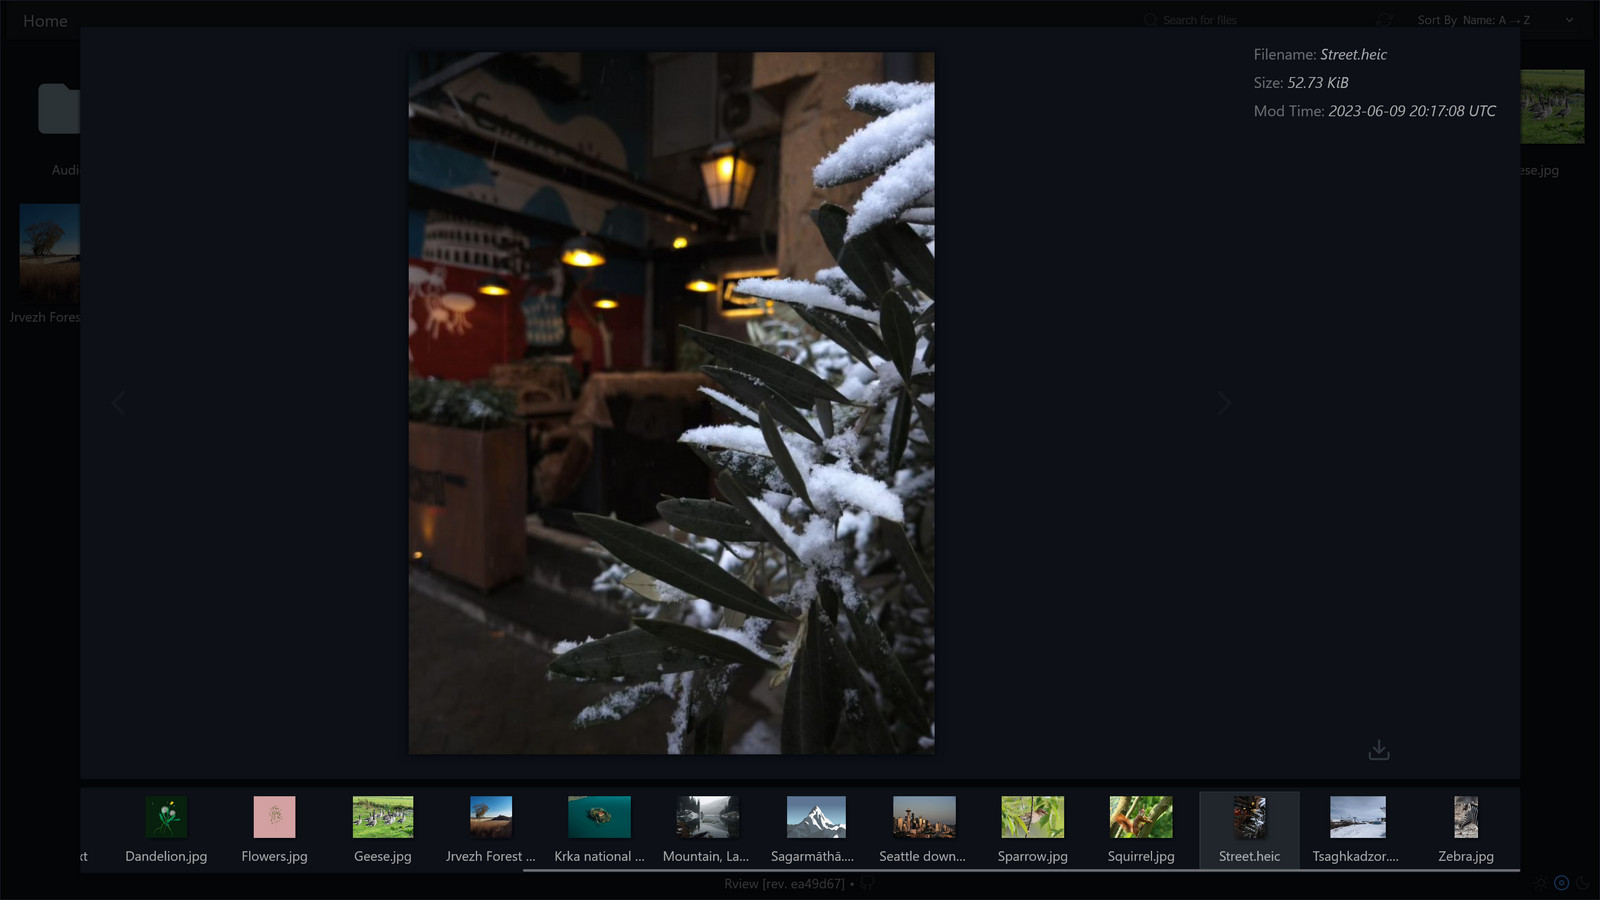 Home
Search for files
Sort By Name: A → Z
Filename: Street.heic
Size: 52.73 KiB
Mod Time: 2023-06-09 20:17:08 UTC
Audi
ese.jpg
Jrvezh Fores
xt
Dandelion.jpg
Flowers.jpg
Geese.jpg
Jrvezh Forest ...
Krka national ...
Mountain, La...
Sagarmāthā....
Seattle down...
Sparrow.jpg
Squirrel.jpg
Street.heic
Tsaghkadzor....
Zebra.jpg
Rview [rev. ea49d67] •